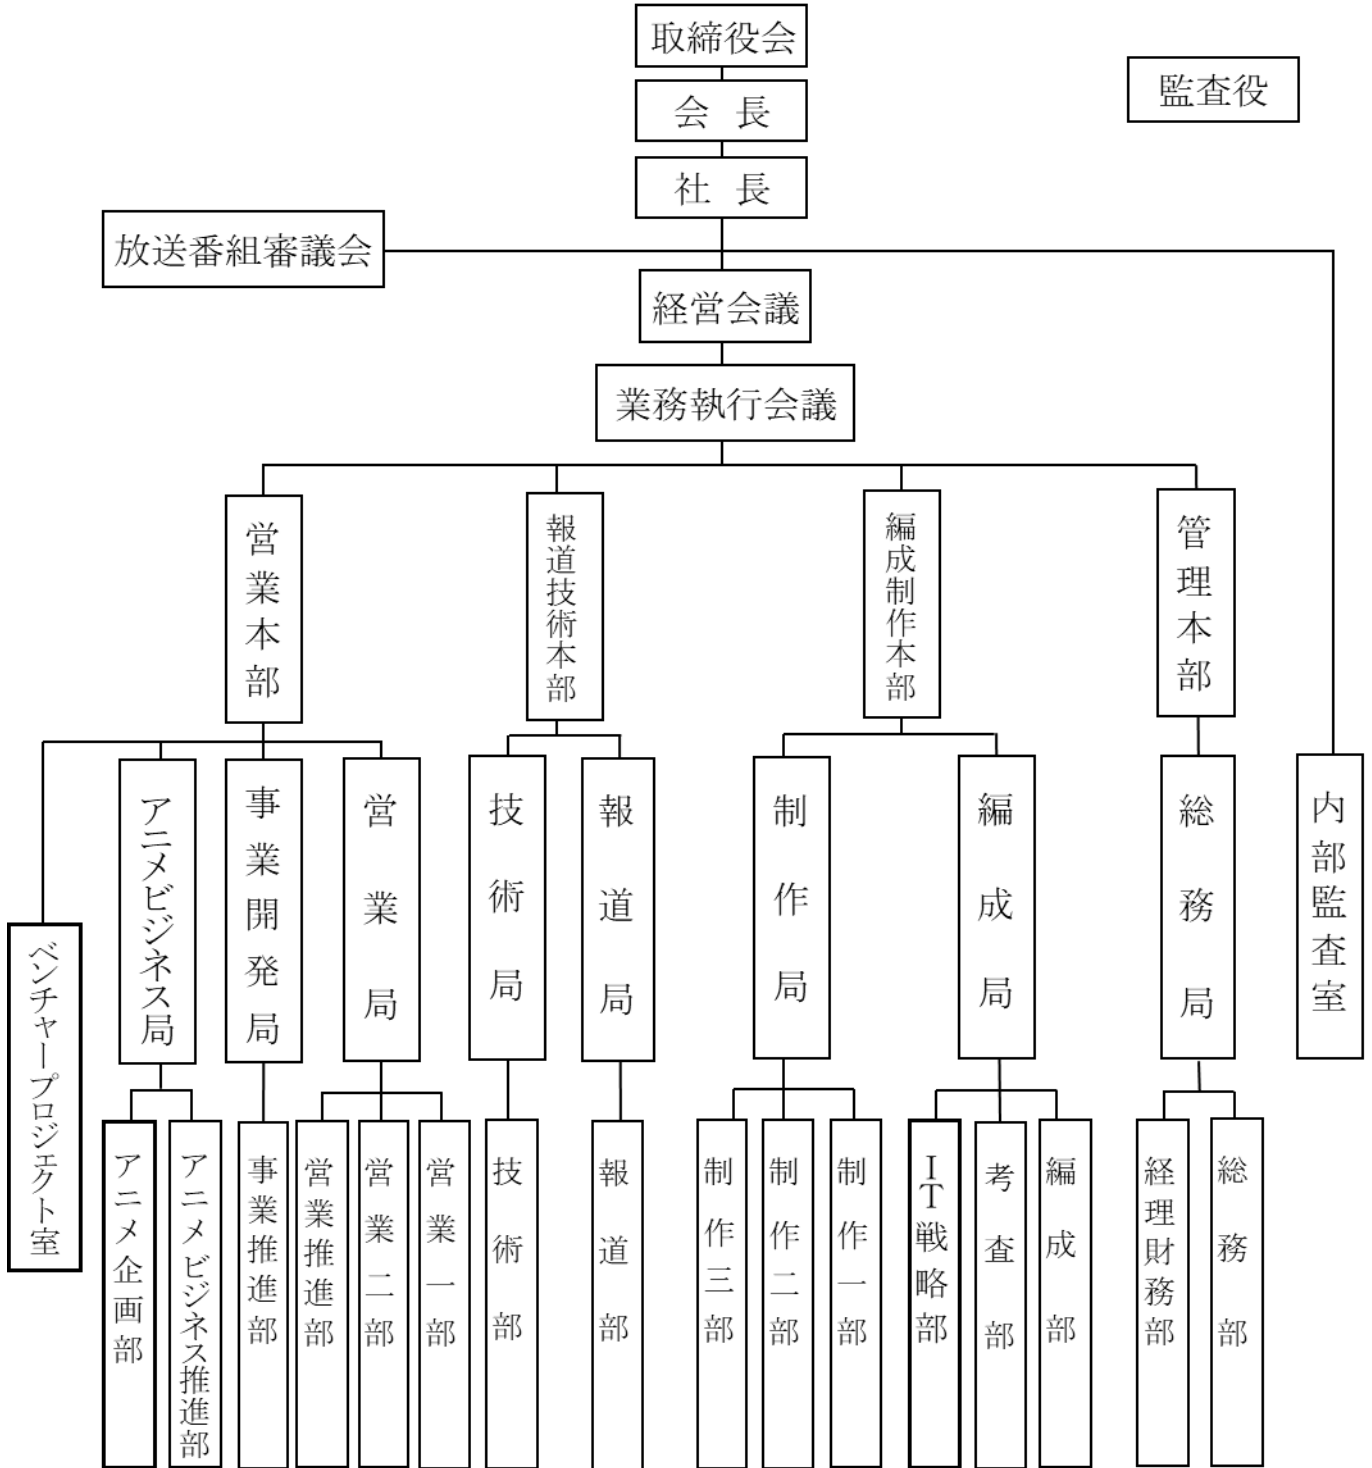 取締役会
監査役
会長
社長
放送番組審議会
経営会議
業務執行会議
営業本部
報道技術本部
編成制作本部
管理本部
ベンチャープロジェクト室
アニメビジネス局
事業開発局
営業局
技術局
報道局
制作局
編成局
総務局
内部監査室
アニメ企画部
アニメビジネス推進部
事業推進部
営業推進部
営業二部
営業一部
技術部
報道部
制作三部
制作二部
制作一部
IT戦略部
考査部
編成部
経理財務部
総務部